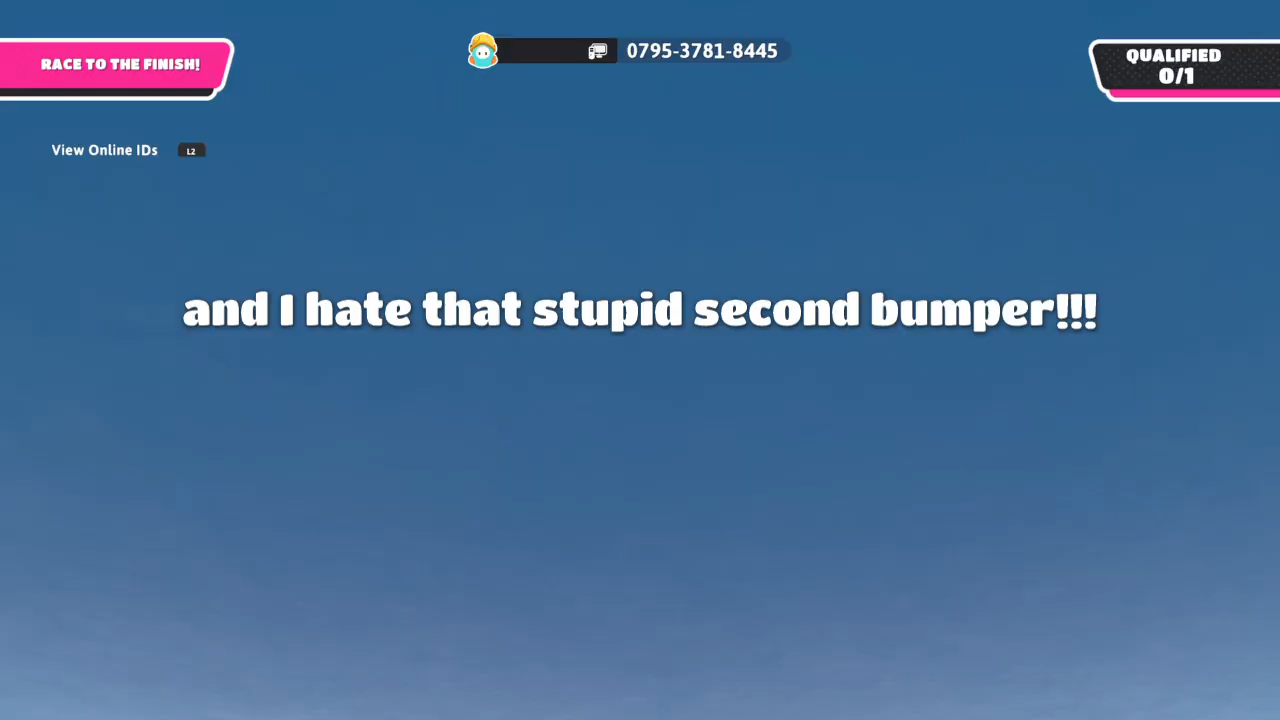 RACE TO THE FINISH!
0795-3781-8445
QUALIFIED
0/1
View Online IDs L2
and I hate that stupid second bumper!!!